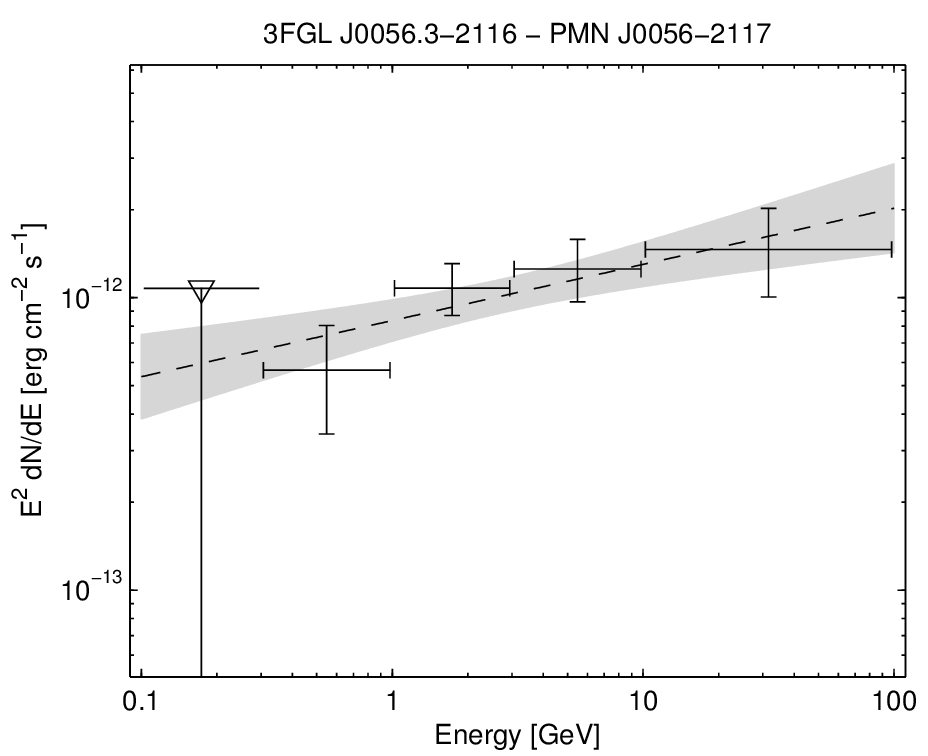 3FGL J0056.3−2116 − PMN J0056−2117
E² dN/dE [erg cm⁻² s⁻¹]
10⁻¹²
10⁻¹³
0.1 1 10 100
Energy [GeV]